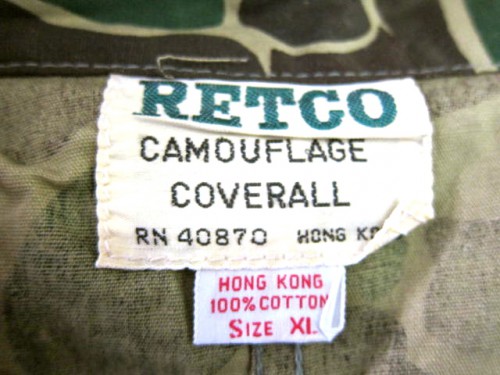 RETCO
CAMOUFLAGE
COVERALL
RN 40870 HONG
HONG KONG
100% COTTON
SIZE XL